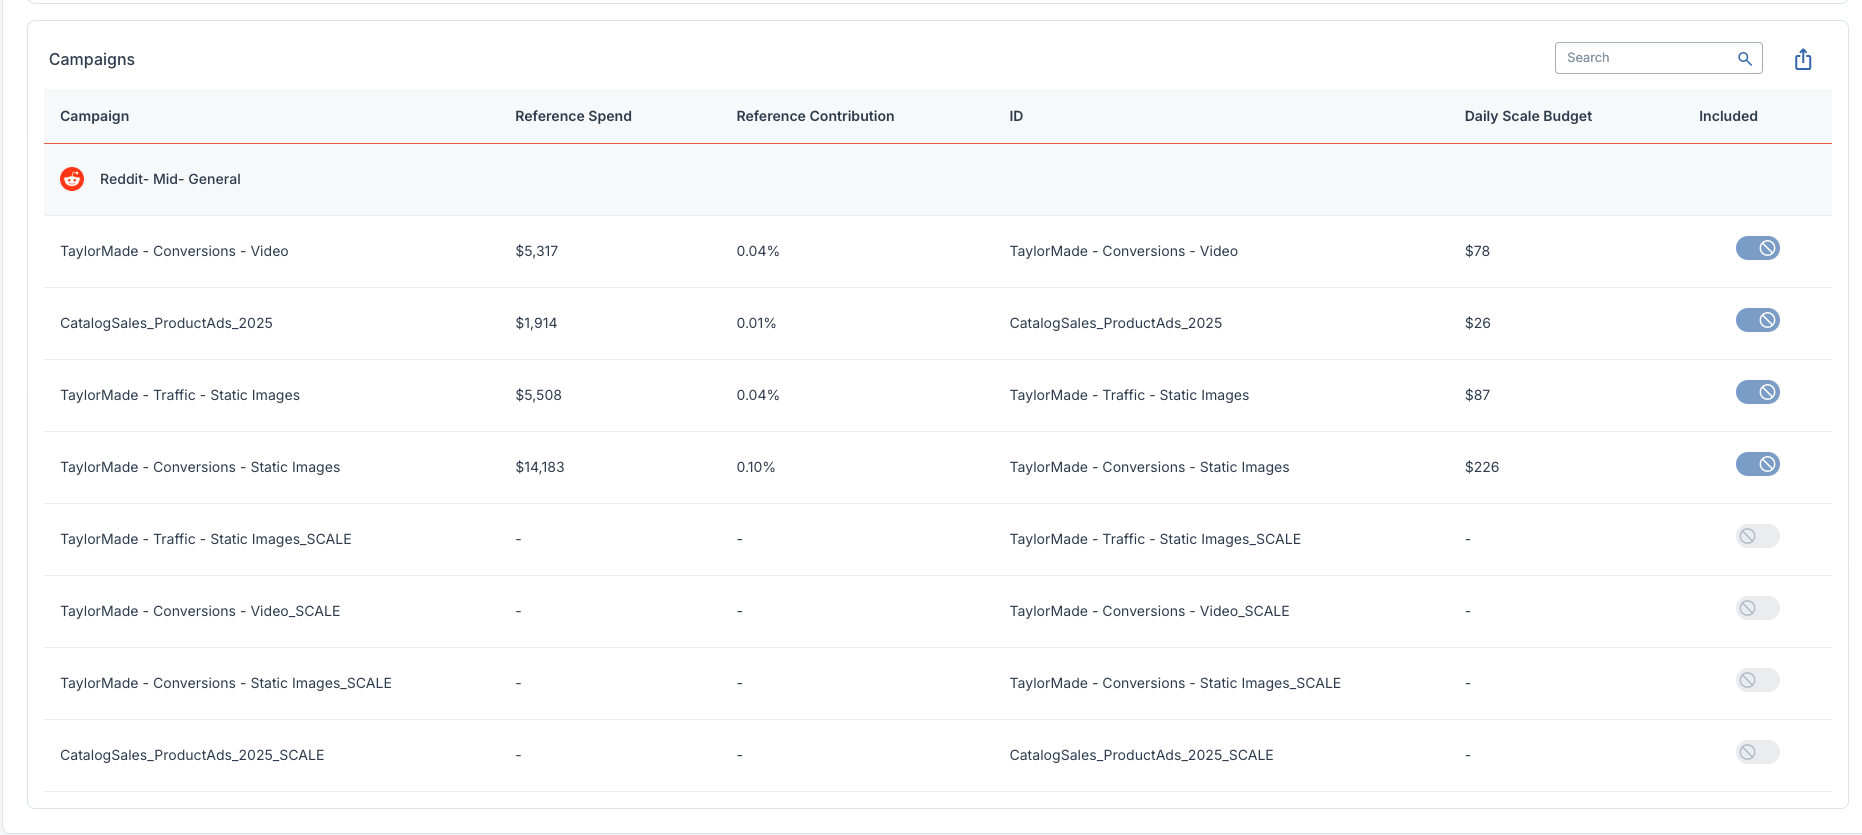 Campaigns
Search
Campaign Reference Spend Reference Contribution ID Daily Scale Budget Included
Reddit- Mid- General
TaylorMade - Conversions - Video $5,317 0.04% TaylorMade - Conversions - Video $78
CatalogSales_ProductAds_2025 $1,914 0.01% CatalogSales_ProductAds_2025 $26
TaylorMade - Traffic - Static Images $5,508 0.04% TaylorMade - Traffic - Static Images $87
TaylorMade - Conversions - Static Images $14,183 0.10% TaylorMade - Conversions - Static Images $226
TaylorMade - Traffic - Static Images_SCALE - - TaylorMade - Traffic - Static Images_SCALE -
TaylorMade - Conversions - Video_SCALE - - TaylorMade - Conversions - Video_SCALE -
TaylorMade - Conversions - Static Images_SCALE - - TaylorMade - Conversions - Static Images_SCALE -
CatalogSales_ProductAds_2025_SCALE - - CatalogSales_ProductAds_2025_SCALE -